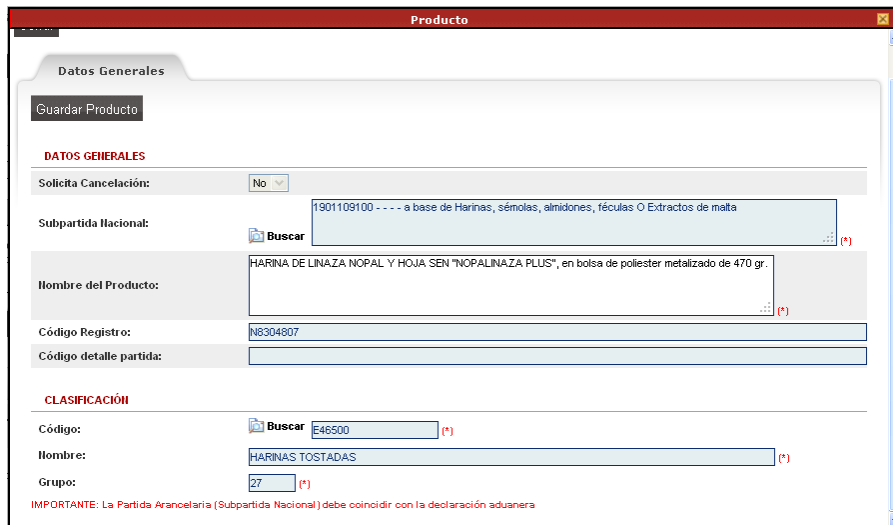 Producto
Datos Generales
Guardar Producto
DATOS GENERALES
Solicita Cancelación: No
Subpartida Nacional: Buscar 1901109100 - - - - a base de Harinas, sémolas, almidones, féculas O Extractos de malta (*)
Nombre del Producto: HARINA DE LINAZA NOPAL Y HOJA SEN "NOPALINAZA PLUS", en bolsa de poliester metalizado de 470 gr. (*)
Código Registro: N8304807
Código detalle partida:
CLASIFICACIÓN
Código: Buscar E46500 (*)
Nombre: HARINAS TOSTADAS (*)
Grupo: 27 (*)
IMPORTANTE: La Partida Arancelaria (Subpartida Nacional) debe coincidir con la declaración aduanera